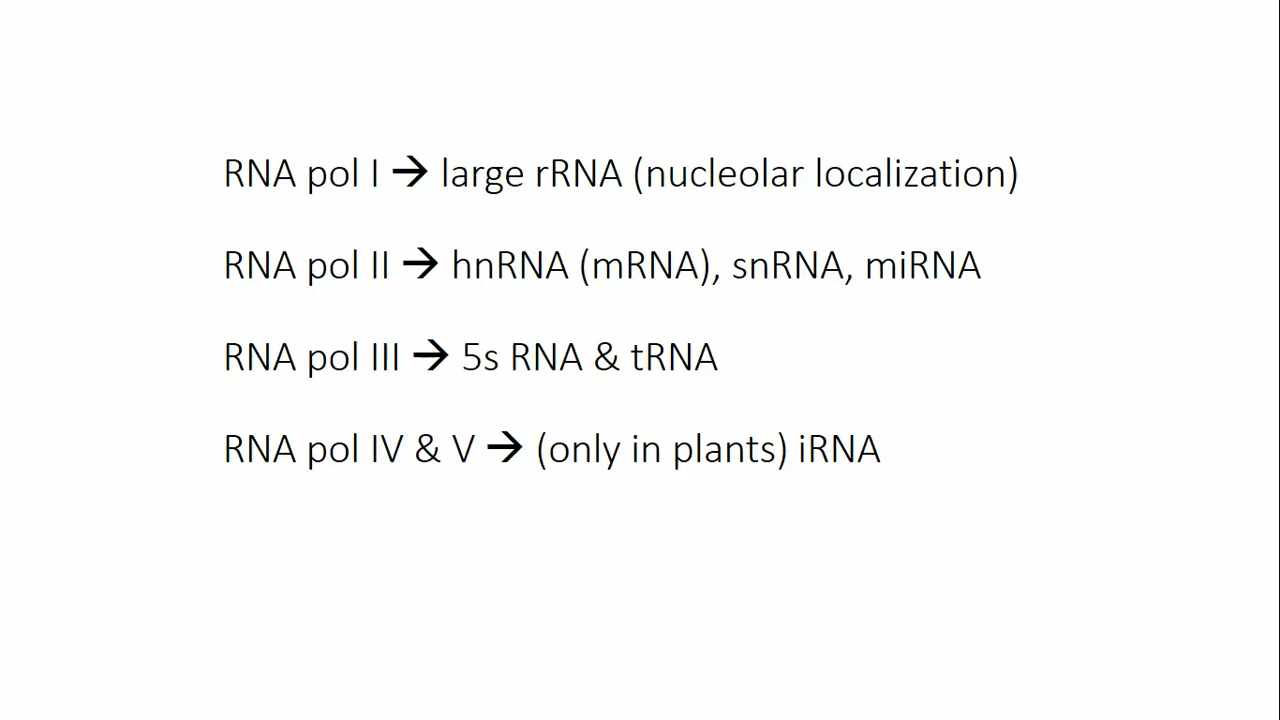 RNA pol I → large rRNA (nucleolar localization)
RNA pol II → hnRNA (mRNA), snRNA, miRNA
RNA pol III → 5s RNA & tRNA
RNA pol IV & V → (only in plants) iRNA